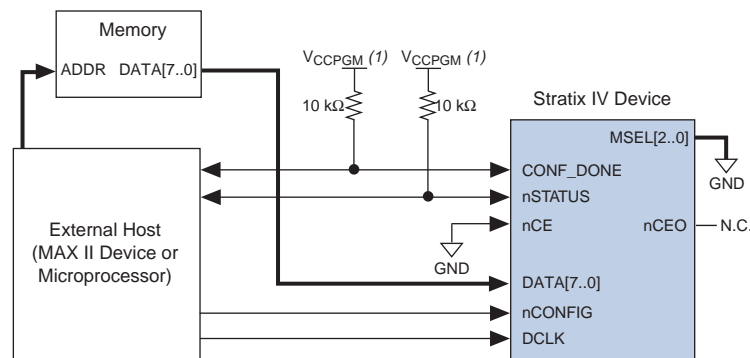 Memory
ADDR DATA[7..0]
VCCPGM (1) VCCPGM (1)
10 kΩ 10 kΩ
Stratix IV Device
MSEL[2..0]
GND
CONF_DONE
nSTATUS
nCE
nCEO
N.C.
GND
External Host
(MAX II Device or
Microprocessor)
DATA[7..0]
nCONFIG
DCLK